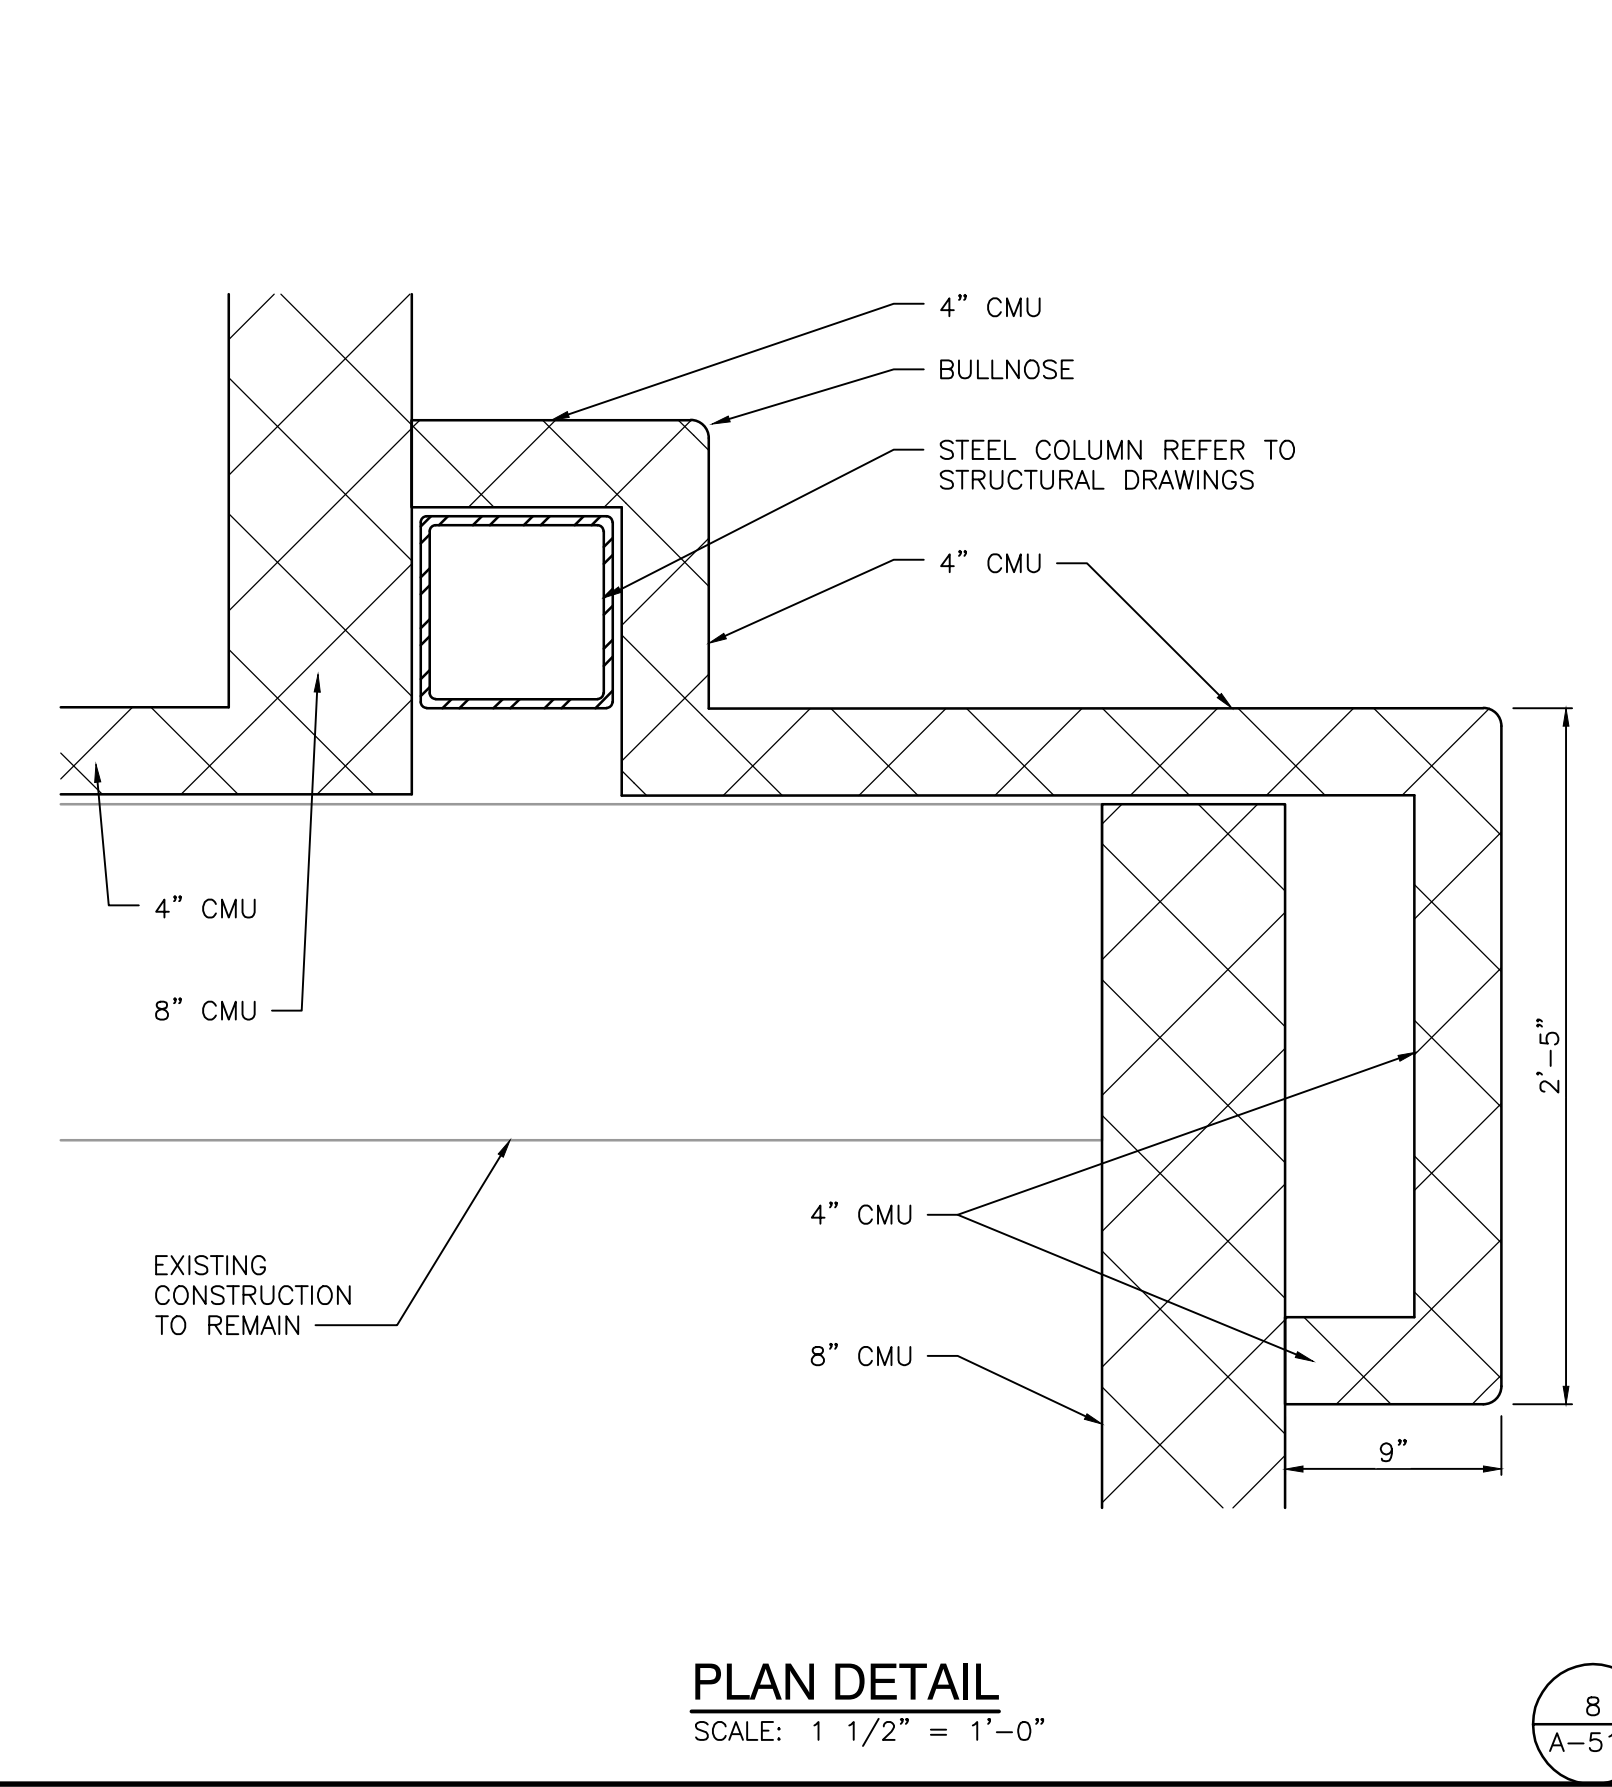 4” CMU
BULLNOSE
STEEL COLUMN REFER TO
STRUCTURAL DRAWINGS
4” CMU
4” CMU
8” CMU
2’-5”
4” CMU
EXISTING
CONSTRUCTION
TO REMAIN
8” CMU
9”
PLAN DETAIL
SCALE: 1 1/2” = 1’-0”
8